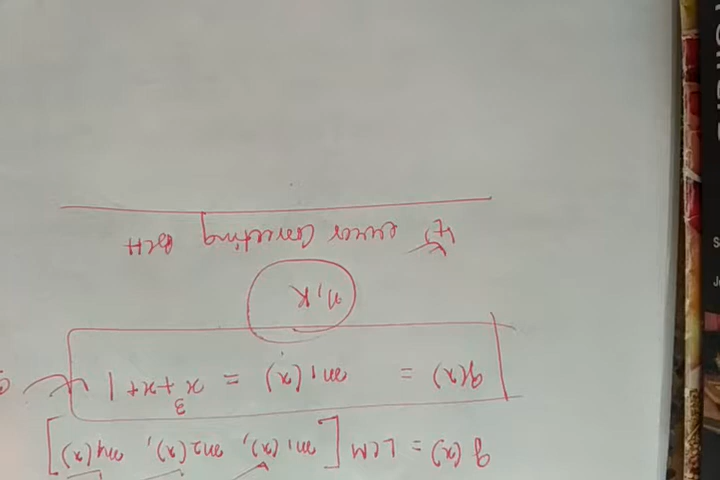 g(x) = LCM [m1(x), m2(x), m4(x)]
g(x) = m1(x) = x³+x+1
n,k
error correcting BCH